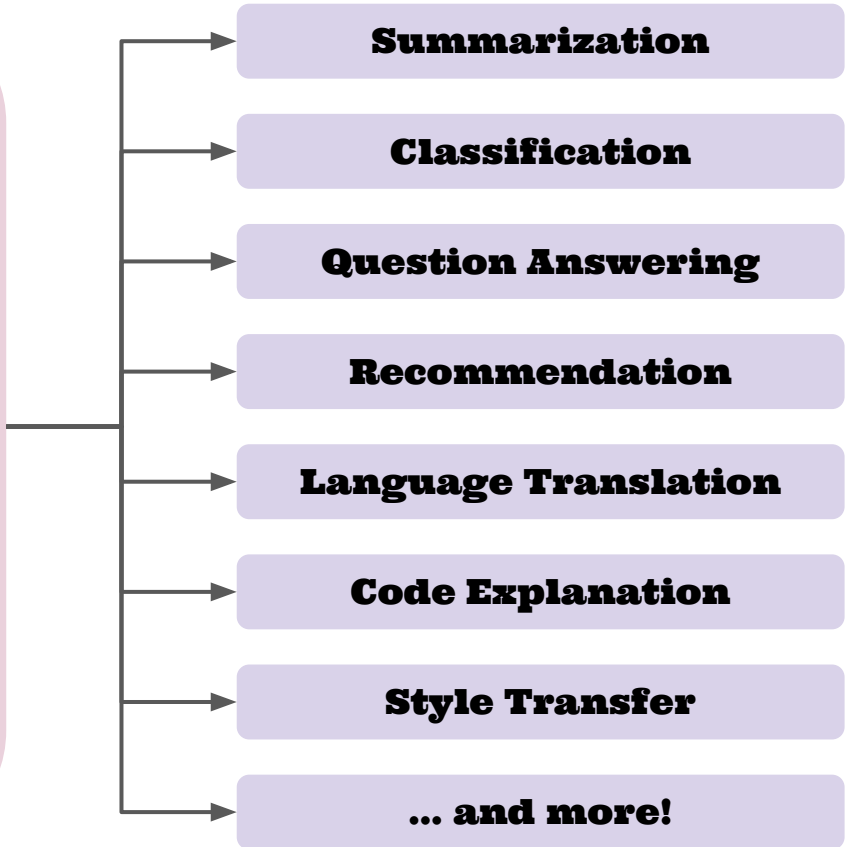 Summarization
Classification
Question Answering
Recommendation
Language Translation
Code Explanation
Style Transfer
... and more!